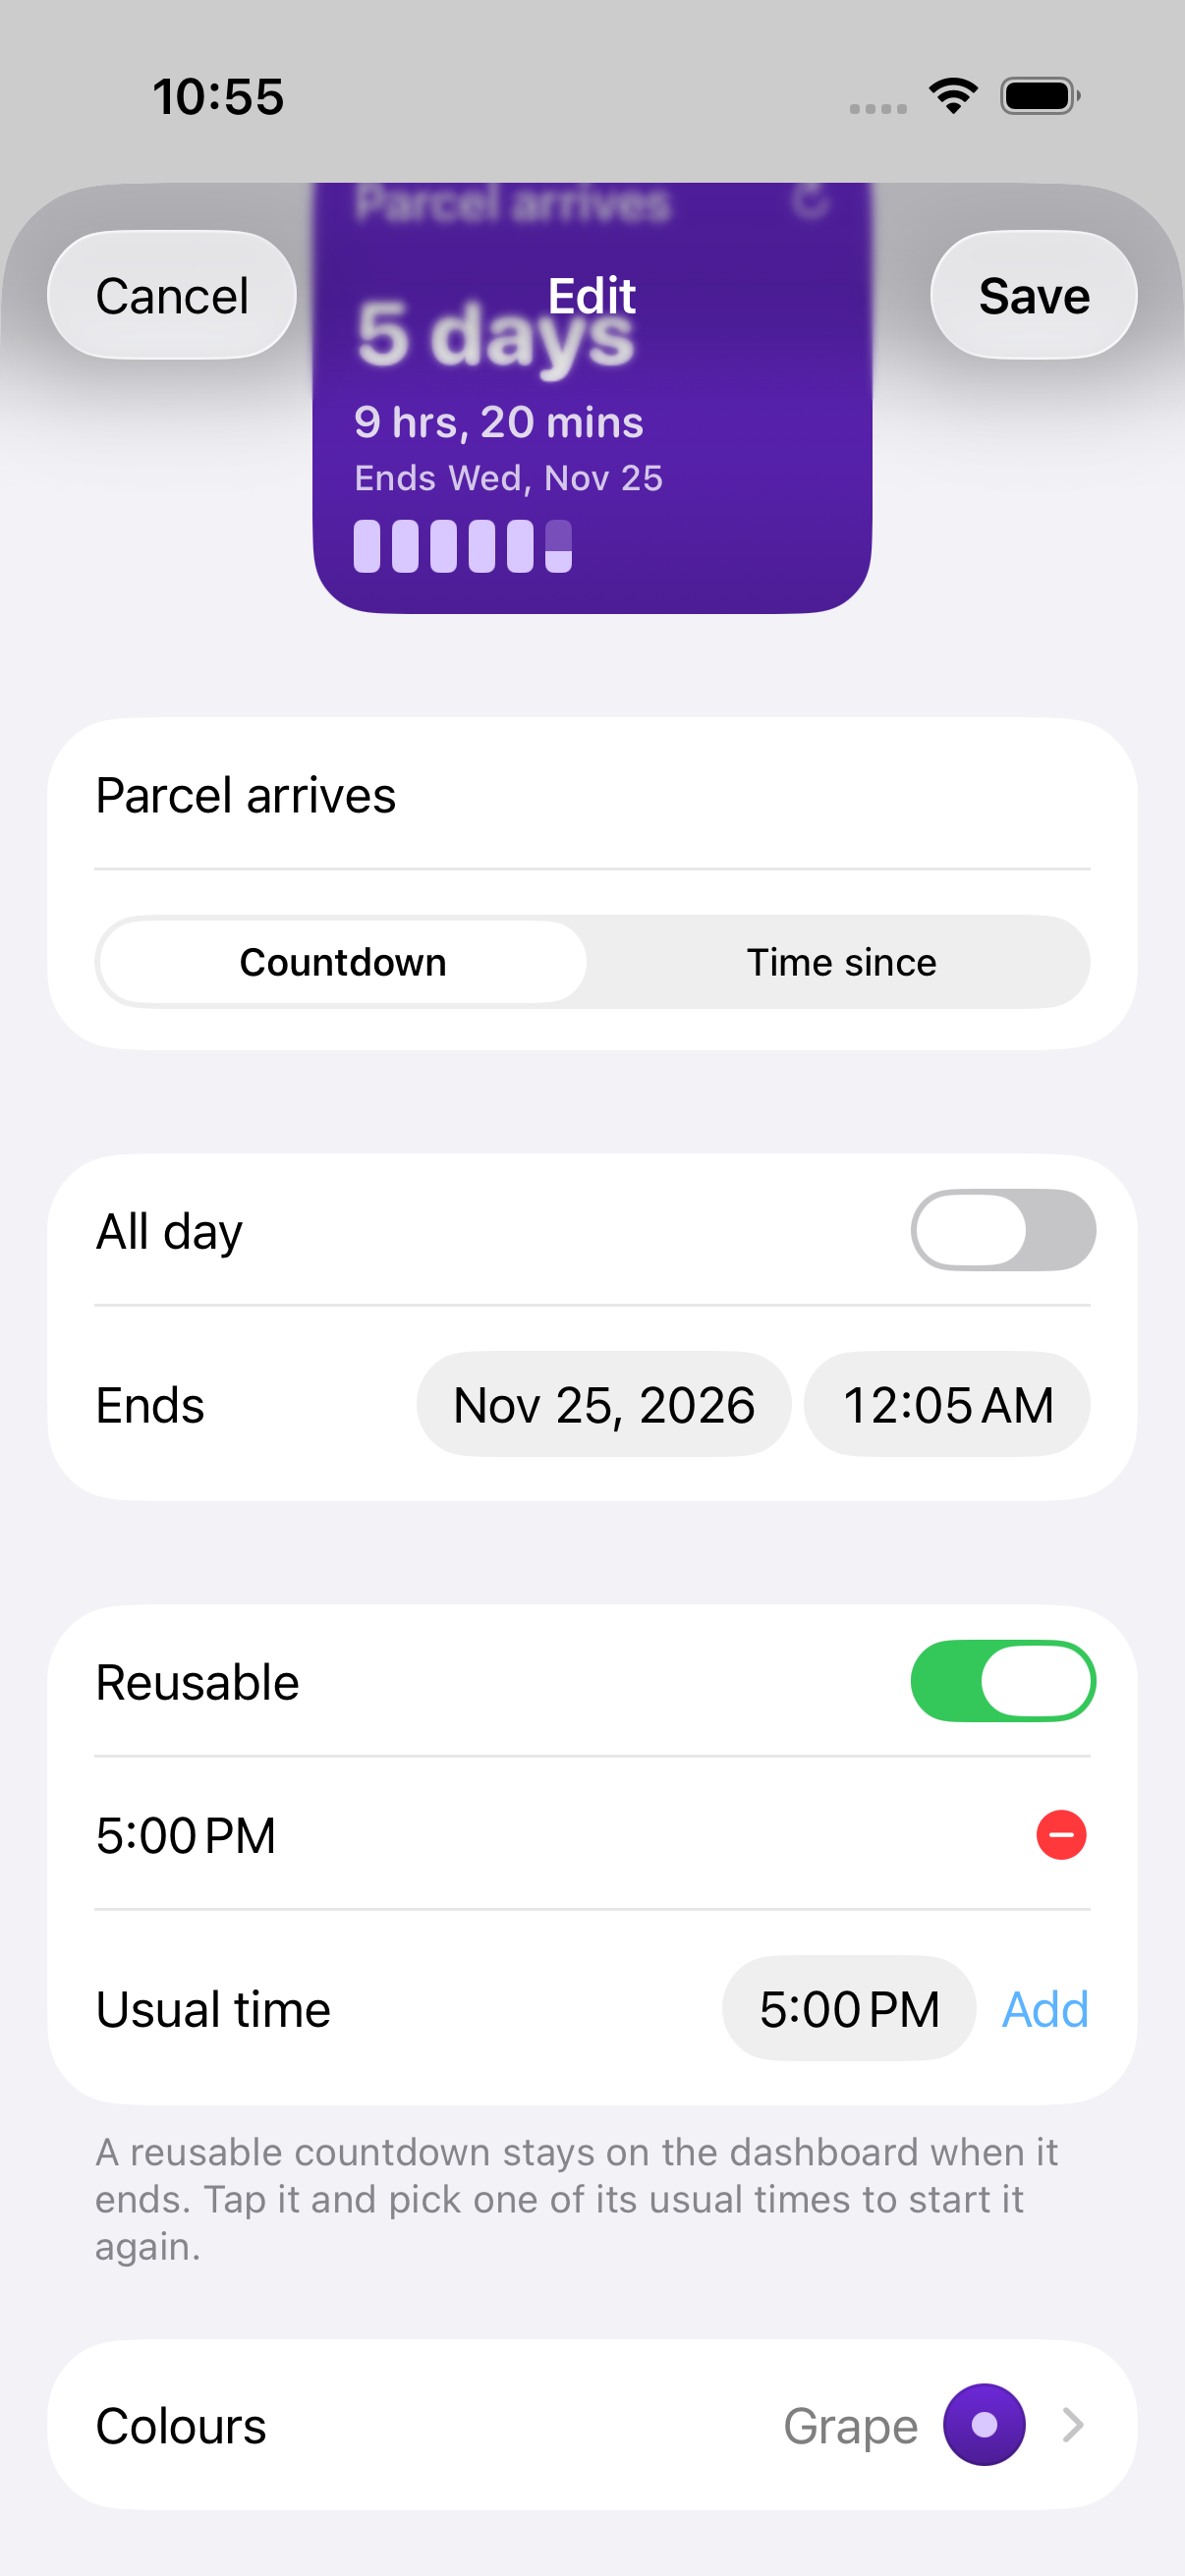 10:55
Parcel arrives
Cancel
Edit
Save
5 days
9 hrs, 20 mins
Ends Wed, Nov 25
Parcel arrives
Countdown
Time since
All day
Ends
Nov 25, 2026
12:05 AM
Reusable
5:00 PM
Usual time
5:00 PM
Add
A reusable countdown stays on the dashboard when it
ends. Tap it and pick one of its usual times to start it
again.
Colours
Grape